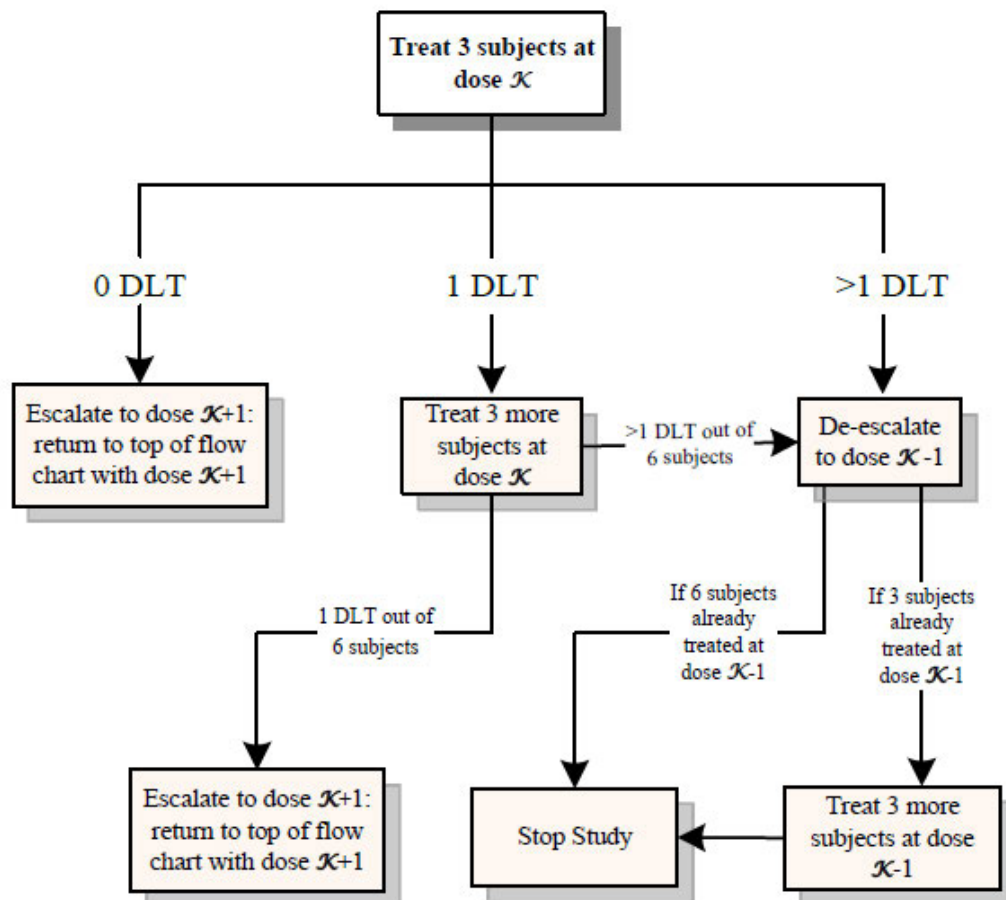 Treat 3 subjects at
dose 𝒦
0 DLT
1 DLT
>1 DLT
Escalate to dose 𝒦+1:
return to top of flow
chart with dose 𝒦+1
Treat 3 more
subjects at
dose 𝒦
>1 DLT out of
6 subjects
De-escalate
to dose 𝒦 -1
1 DLT out of
6 subjects
If 6 subjects
already
treated at
dose 𝒦-1
If 3 subjects
already
treated at
dose 𝒦-1
Escalate to dose 𝒦+1:
return to top of flow
chart with dose 𝒦+1
Stop Study
Treat 3 more
subjects at dose
𝒦-1